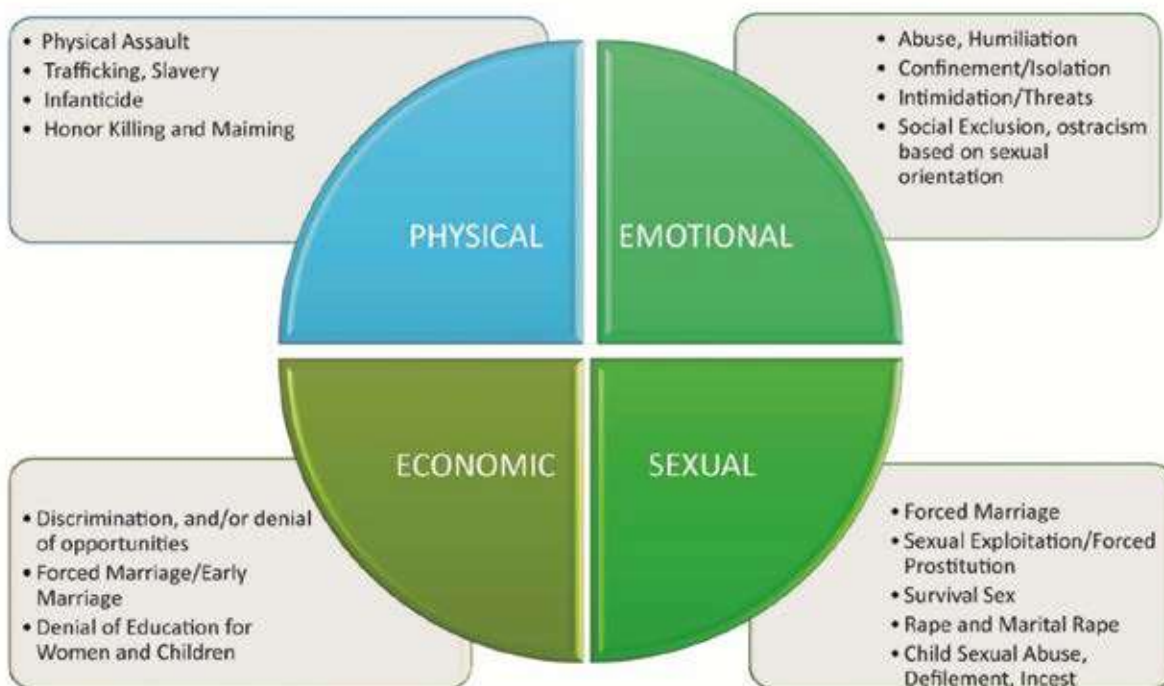 • Physical Assault
• Trafficking, Slavery
• Infanticide
• Honor Killing and Maiming
• Abuse, Humiliation
• Confinement/Isolation
• Intimidation/Threats
• Social Exclusion, ostracism
based on sexual
orientation
PHYSICAL
EMOTIONAL
ECONOMIC
SEXUAL
• Discrimination, and/or denial
of opportunities
• Forced Marriage/Early
Marriage
• Denial of Education for
Women and Children
• Forced Marriage
• Sexual Exploitation/Forced
Prostitution
• Survival Sex
• Rape and Marital Rape
• Child Sexual Abuse,
Defilement, Incest